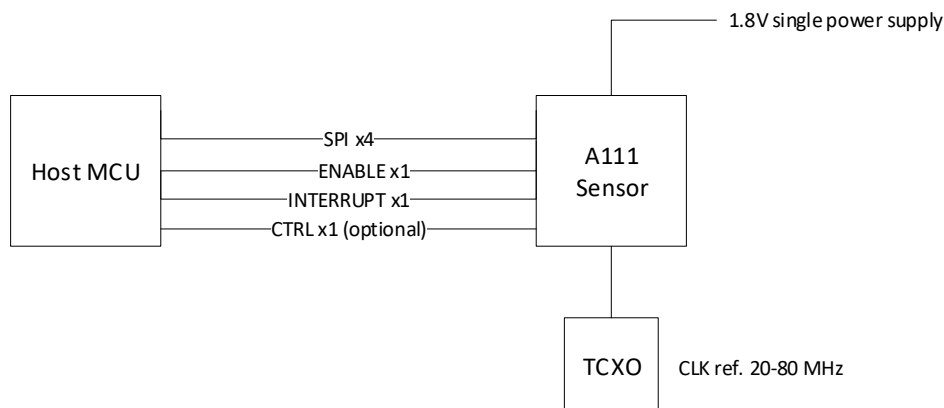 1.8V single power supply
Host MCU
SPI x4
ENABLE x1
INTERRUPT x1
CTRL x1 (optional)
A111
Sensor
TCXO
CLK ref. 20-80 MHz